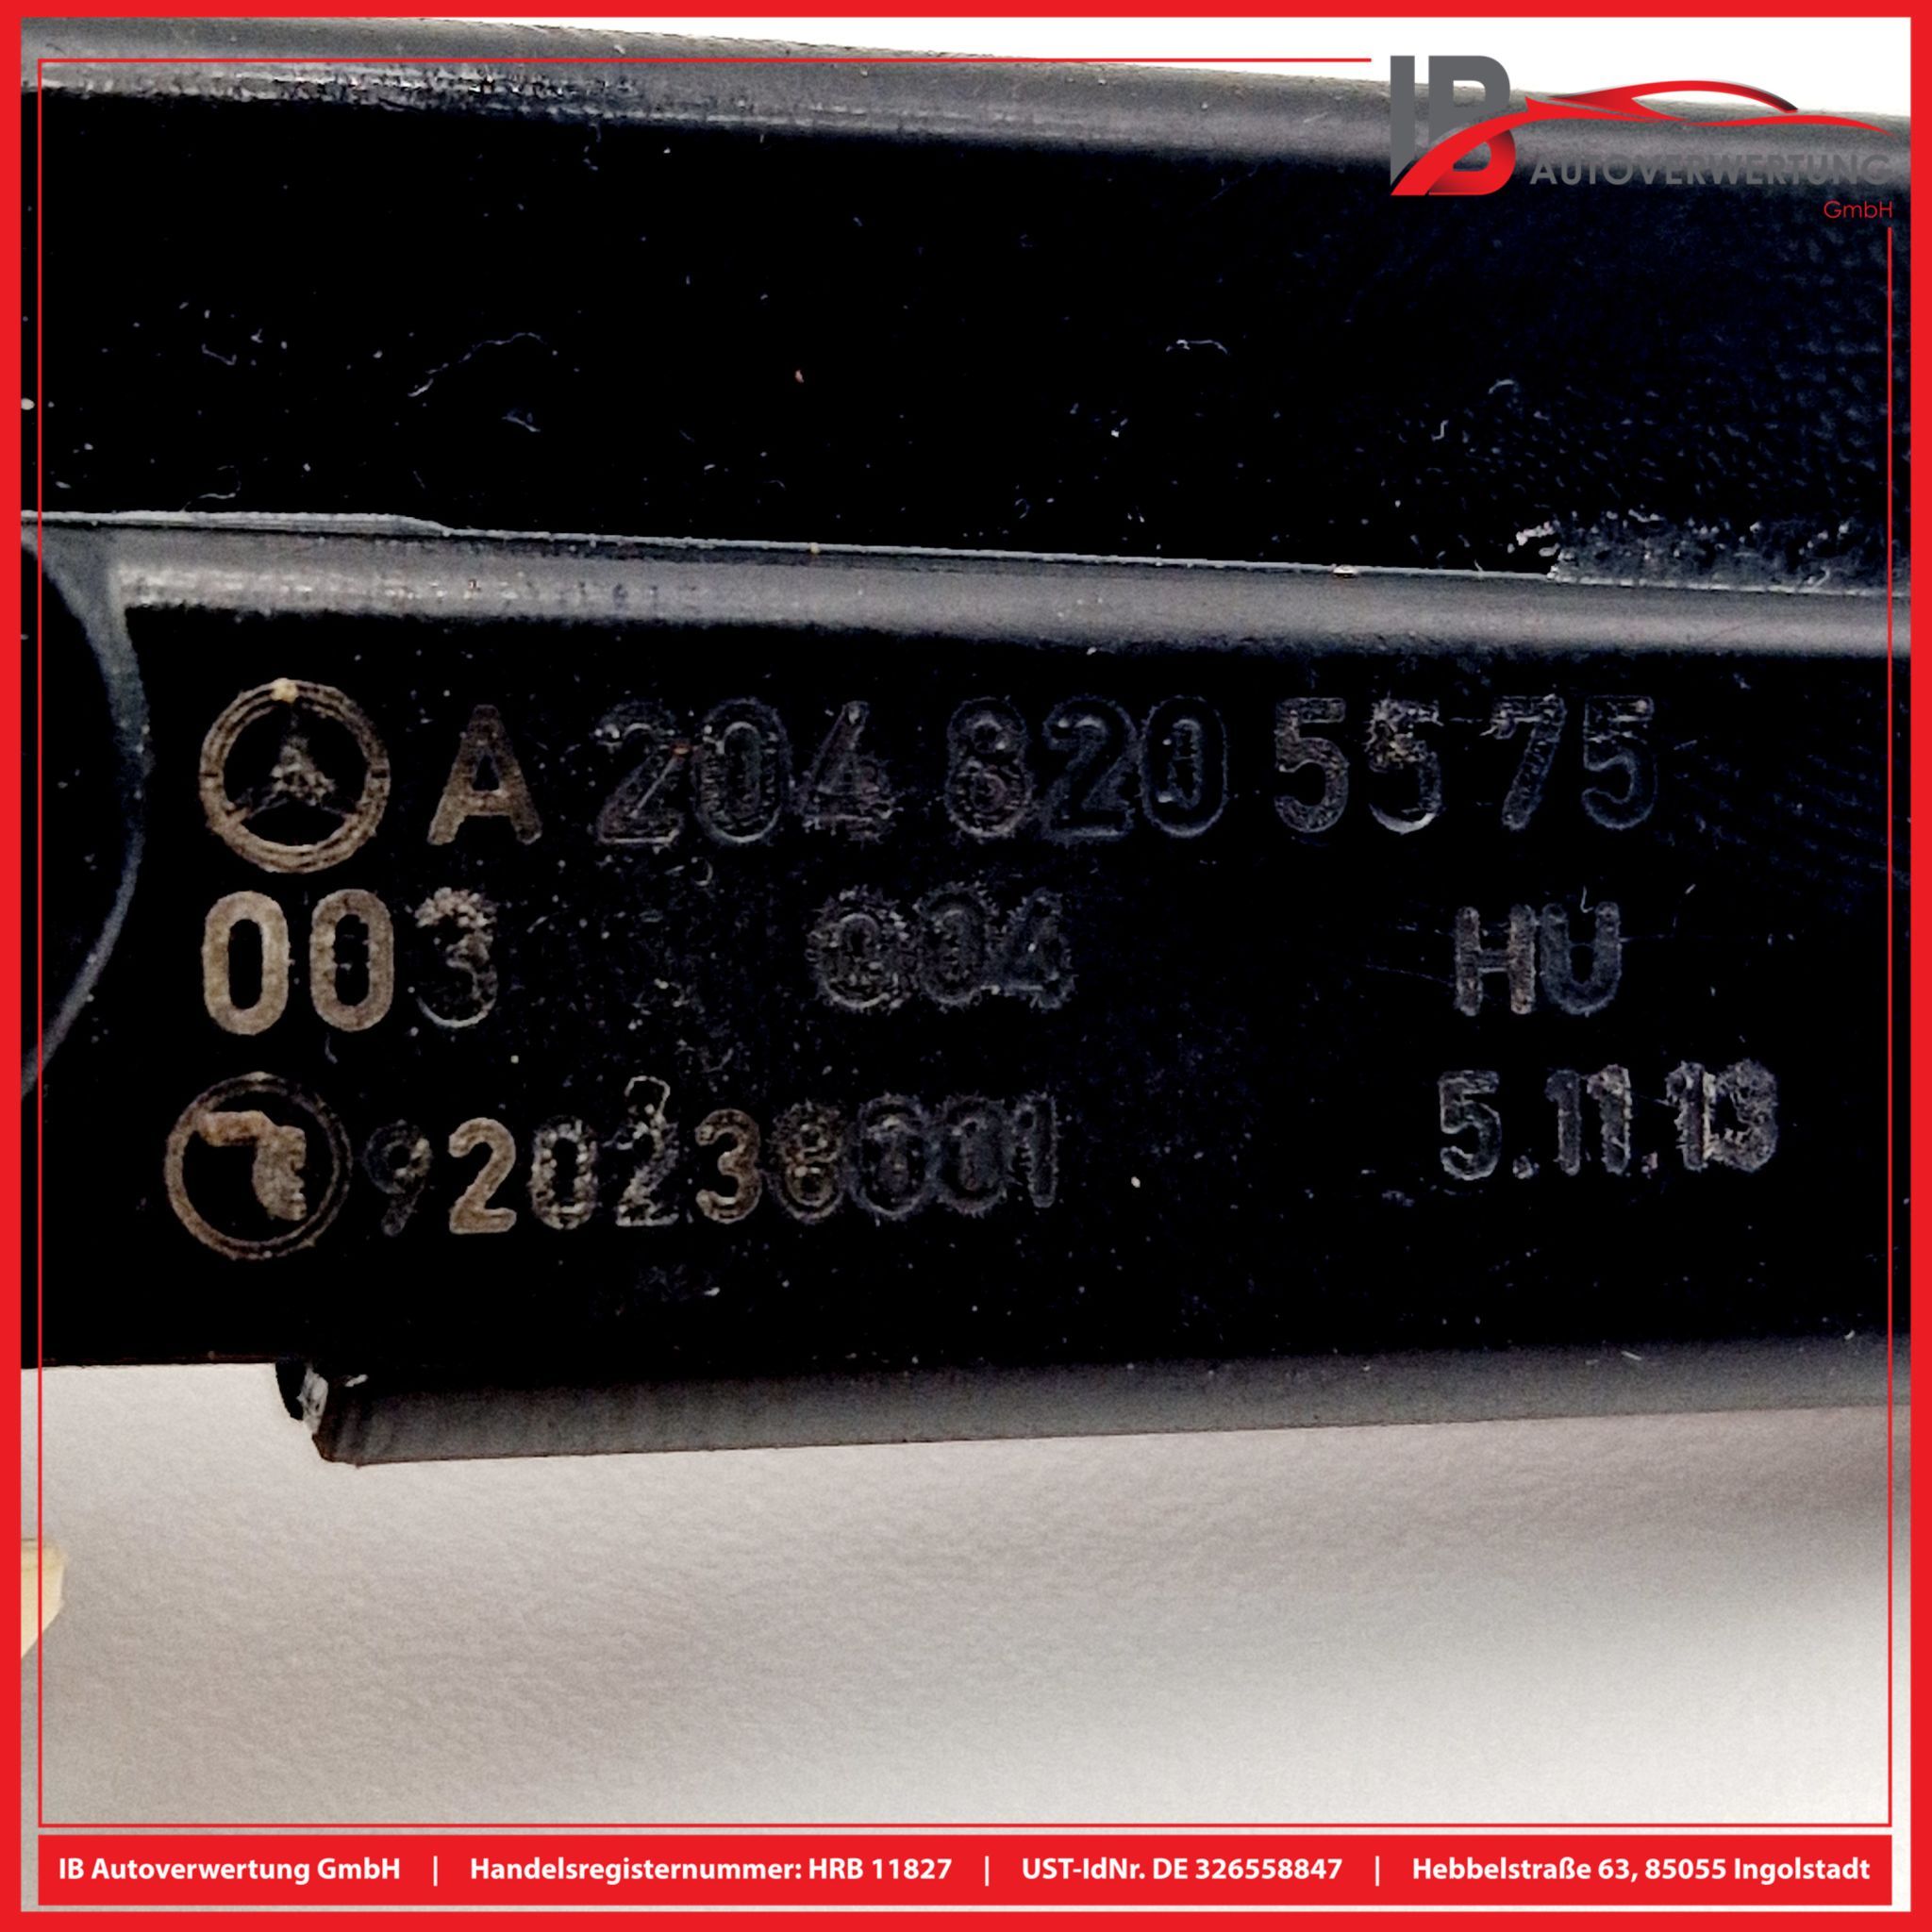 IB
AUTOVERWERTUNG
GmbH
A 204 820 5575
003 004 HU
920238001 5.11.13
IB Autoverwertung GmbH | Handelsregisternummer: HRB 11827 | UST-IdNr. DE 326558847 | Hebbelstraße 63, 85055 Ingolstadt